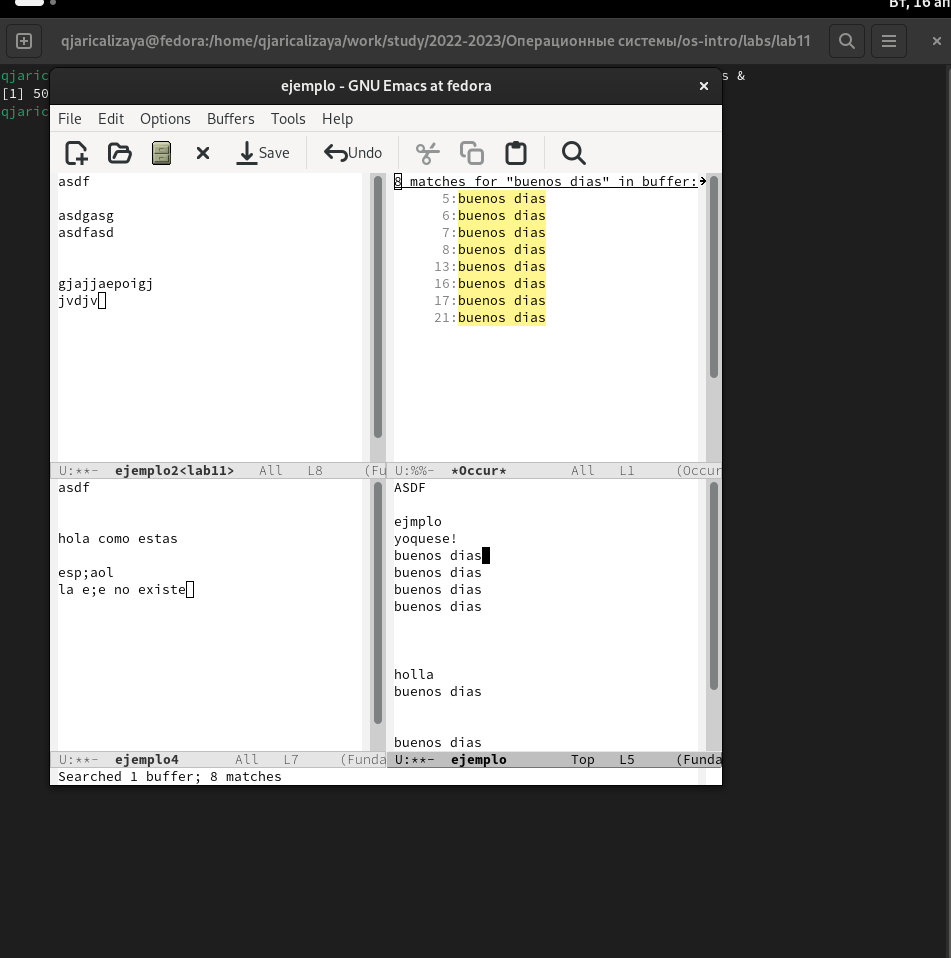 Вт, 16 ап
qjaricalizaya@fedora:/home/qjaricalizaya/work/study/2022-2023/Операционные системы/os-intro/labs/lab11
qjaric
s &
[1] 50
qjaric
ejemplo - GNU Emacs at fedora
File Edit Options Buffers Tools Help
Save Undo
asdf
asdgasg
asdfasd
gjajjaepoigj
jvdjv
U:**- ejemplo2<lab11> All L8 (Fu
8 matches for "buenos dias" in buffer:
5:buenos dias
6:buenos dias
7:buenos dias
8:buenos dias
13:buenos dias
16:buenos dias
17:buenos dias
21:buenos dias
U:%%- *Occur* All L1 (Occur
asdf
hola como estas
esp;aol
la e;e no existe
U:**- ejemplo4 All L7 (Funda
ASDF
ejmplo
yoquese!
buenos dias
buenos dias
buenos dias
buenos dias
holla
buenos dias
buenos dias
U:**- ejemplo Top L5 (Funda
Searched 1 buffer; 8 matches